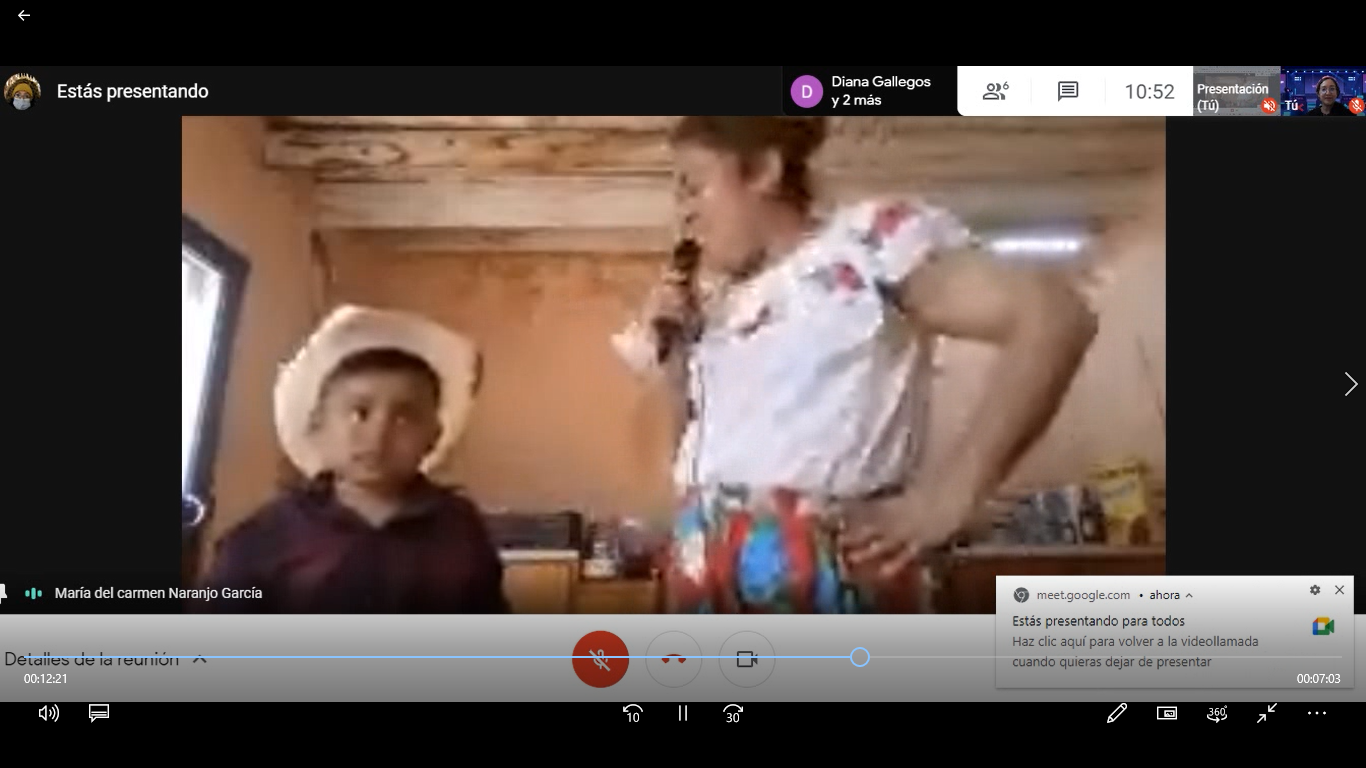 Estás presentando
D
Diana Gallegos
y 2 más
6
10:52
Presentación
(Tú)
Tú
María del carmen Naranjo García
meet.google.com • ahora
Estás presentando para todos
Haz clic aquí para volver a la videollamada
cuando quieras dejar de presentar
Detalles de la reunión
00:12:21
00:07:03
10
30
360°